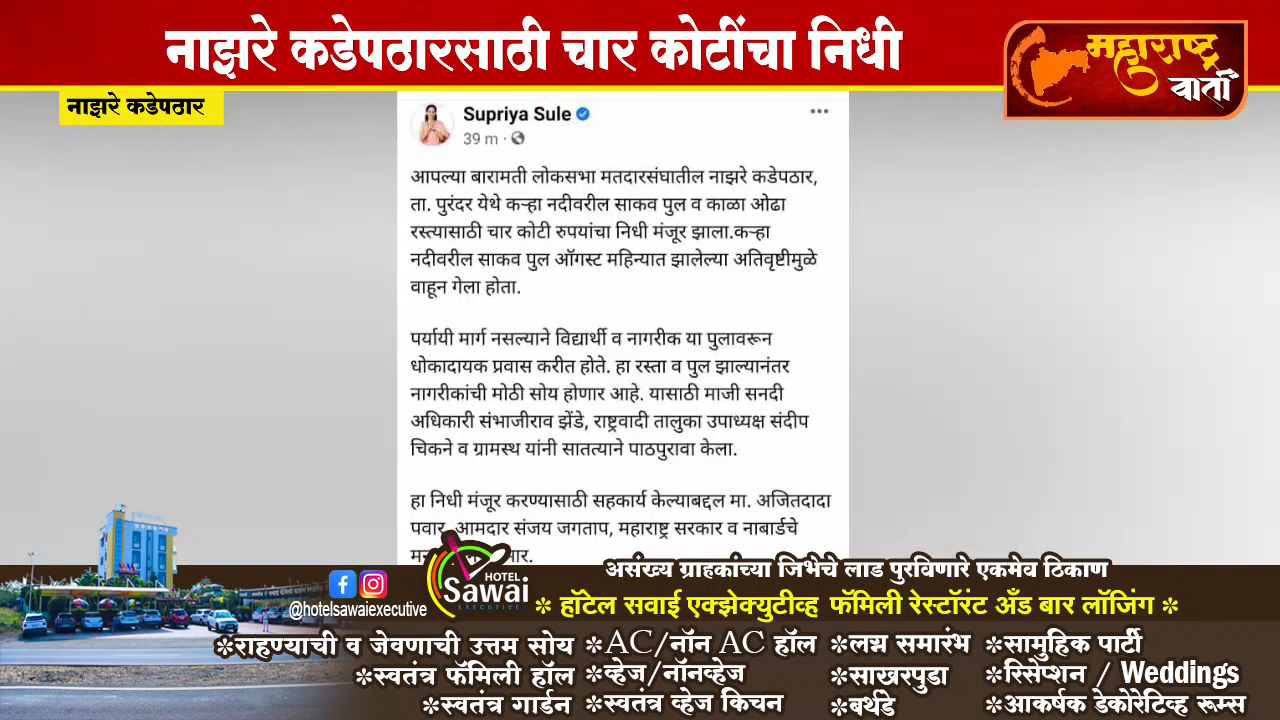 नाझरे कडेपठारसाठी चार कोटींचा निधी
महाराष्ट्र
वार्ता
नाझरे कडेपठार
Supriya Sule
39 m
आपल्या बारामती लोकसभा मतदारसंघातील नाझरे कडेपठार,
ता. पुरंदर येथे कऱ्हा नदीवरील साकव पुल व काळा ओढा
रस्त्यासाठी चार कोटी रुपयांचा निधी मंजूर झाला.कऱ्हा
नदीवरील साकव पुल ऑगस्ट महिन्यात झालेल्या अतिवृष्टीमुळे
वाहून गेला होता.
पर्यायी मार्ग नसल्याने विद्यार्थी व नागरीक या पुलावरून
धोकादायक प्रवास करीत होते. हा रस्ता व पुल झाल्यानंतर
नागरीकांची मोठी सोय होणार आहे. यासाठी माजी सनदी
अधिकारी संभाजीराव झेंडे, राष्ट्रवादी तालुका उपाध्यक्ष संदीप
चिकने व ग्रामस्थ यांनी सातत्याने पाठपुरावा केला.
हा निधी मंजूर करण्यासाठी सहकार्य केल्याबद्दल मा. अजितदादा
पवार, आमदार संजय जगताप, महाराष्ट्र सरकार व नाबार्डचे
@hotelsawaiexecutive
HOTEL
Sawai
EXECUTIVE
असंख्य ग्राहकांच्या जिभेचे लाड पुरविणारे एकमेव ठिकाण
* हॉटेल सवाई एक्झेक्युटीव्ह फॅमिली रेस्टॉरंट अँड बार लॉजिंग *
*राहण्याची व जेवणाची उत्तम सोय *AC/नॉन AC हॉल *लग्न समारंभ *सामुहिक पार्टी
*स्वतंत्र फॅमिली हॉल *व्हेज/नॉनव्हेज *साखरपुडा *रिसेप्शन / Weddings
*स्वतंत्र गार्डन *स्वतंत्र व्हेज किचन *बर्थडे *आकर्षक डेकोरेटिव्ह रूम्स